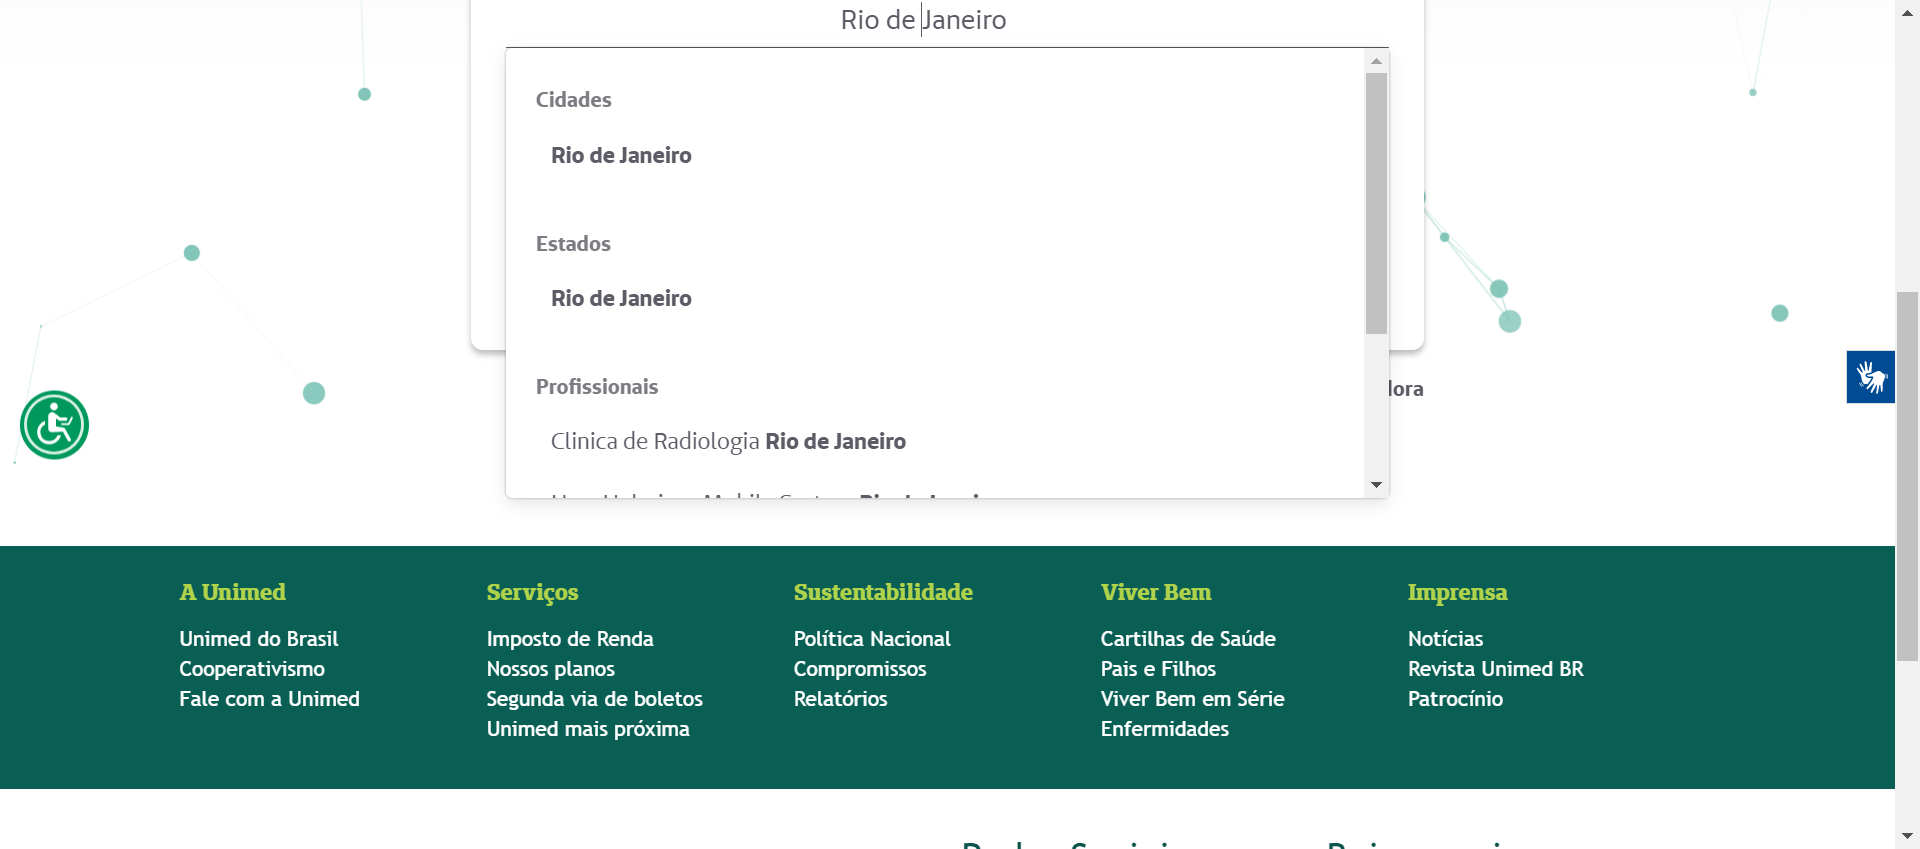 Rio de Janeiro
Cidades
Rio de Janeiro
Estados
Rio de Janeiro
Profissionais
Clinica de Radiologia Rio de Janeiro
A Unimed
Unimed do Brasil
Cooperativismo
Fale com a Unimed
Serviços
Imposto de Renda
Nossos planos
Segunda via de boletos
Unimed mais próxima
Sustentabilidade
Política Nacional
Compromissos
Relatórios
Viver Bem
Cartilhas de Saúde
Pais e Filhos
Viver Bem em Série
Enfermidades
Imprensa
Notícias
Revista Unimed BR
Patrocínio